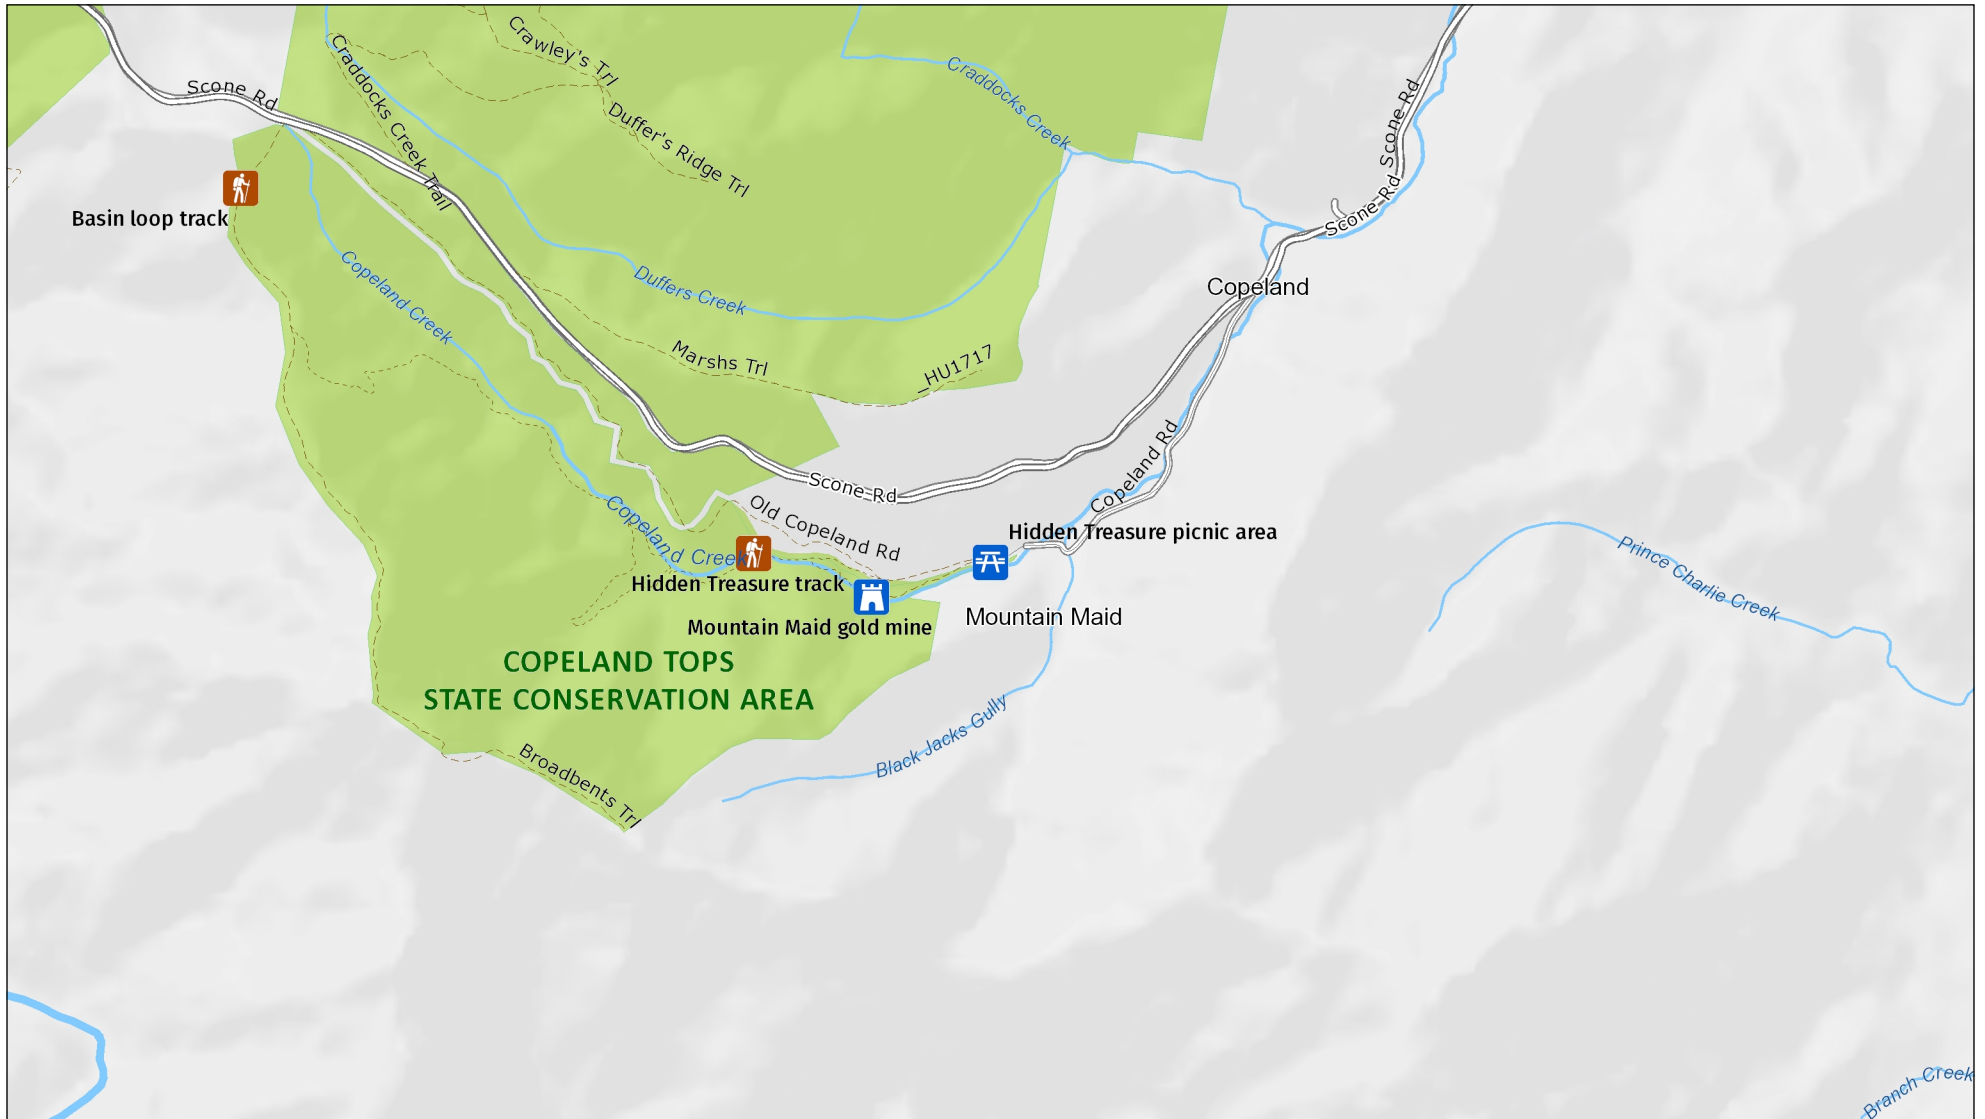 Crawley's Trl
Craddocks Creek Trail
Craddocks Creek
Scone Rd
Scone Rd
Duffer's Ridge Trl
Scone Rd
Basin loop track
Copeland Creek
Duffers Creek
Copeland
Marshs Trl
_HU1717
Scone Rd
Copeland Rd
Old Copeland Rd
Copeland Creek
Hidden Treasure picnic area
Prince Charlie Creek
Hidden Treasure track
Mountain Maid
Mountain Maid gold mine
COPELAND TOPS
STATE CONSERVATION AREA
Black Jacks Gully
Broadbents Trl
Branch Creek